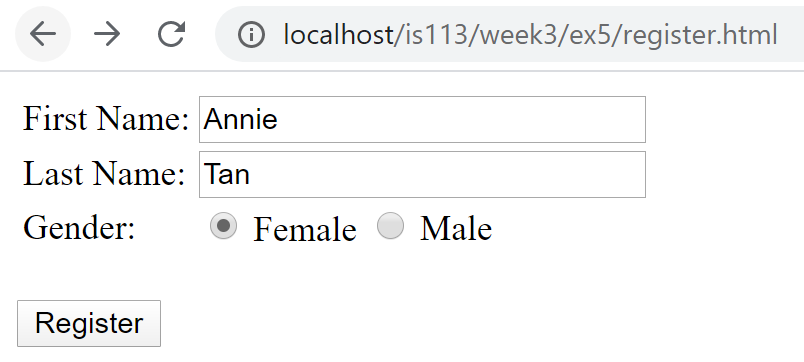 localhost/is113/week3/ex5/register.html
First Name: Annie
Last Name: Tan
Gender: Female Male
Register